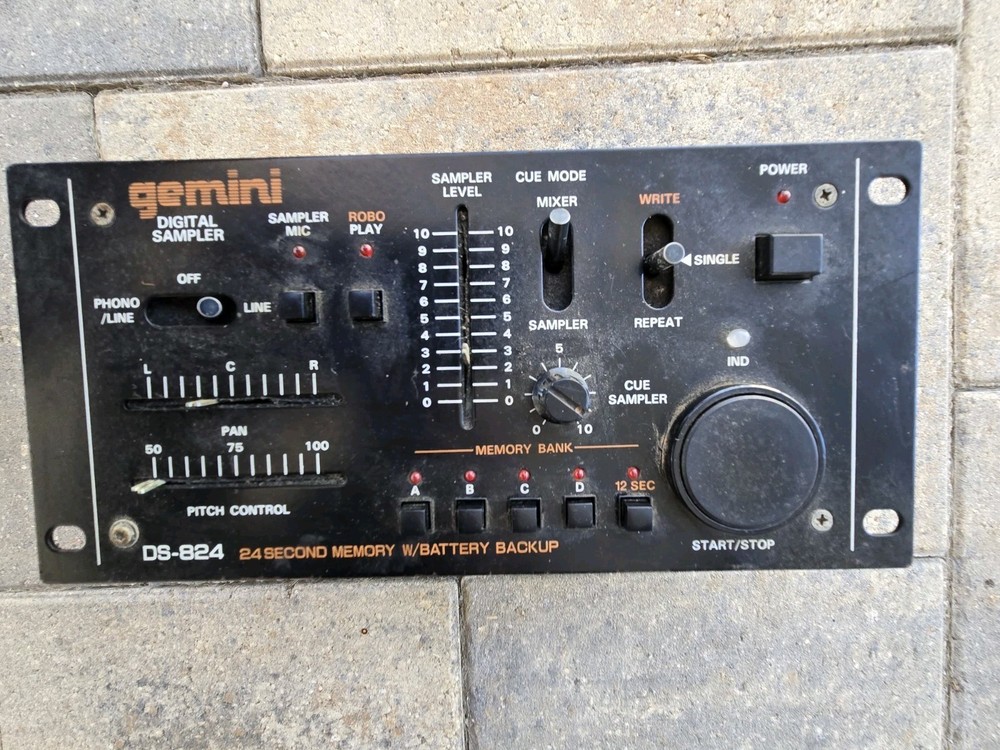 gemini
DIGITAL
SAMPLER
SAMPLER
MIC
ROBO
PLAY
SAMPLER
LEVEL
CUE MODE
MIXER
SAMPLER
WRITE
SINGLE
REPEAT
POWER
OFF
PHONO
/LINE
LINE
10 10
9 9
8 8
7 7
6 6
5 5
4 4
3 3
2 2
1 1
0 0
L C R
PAN
50 75 100
PITCH CONTROL
5
0 10
CUE
SAMPLER
IND
MEMORY BANK
A B C D 12 SEC
START/STOP
DS-824 24 SECOND MEMORY W/BATTERY BACKUP